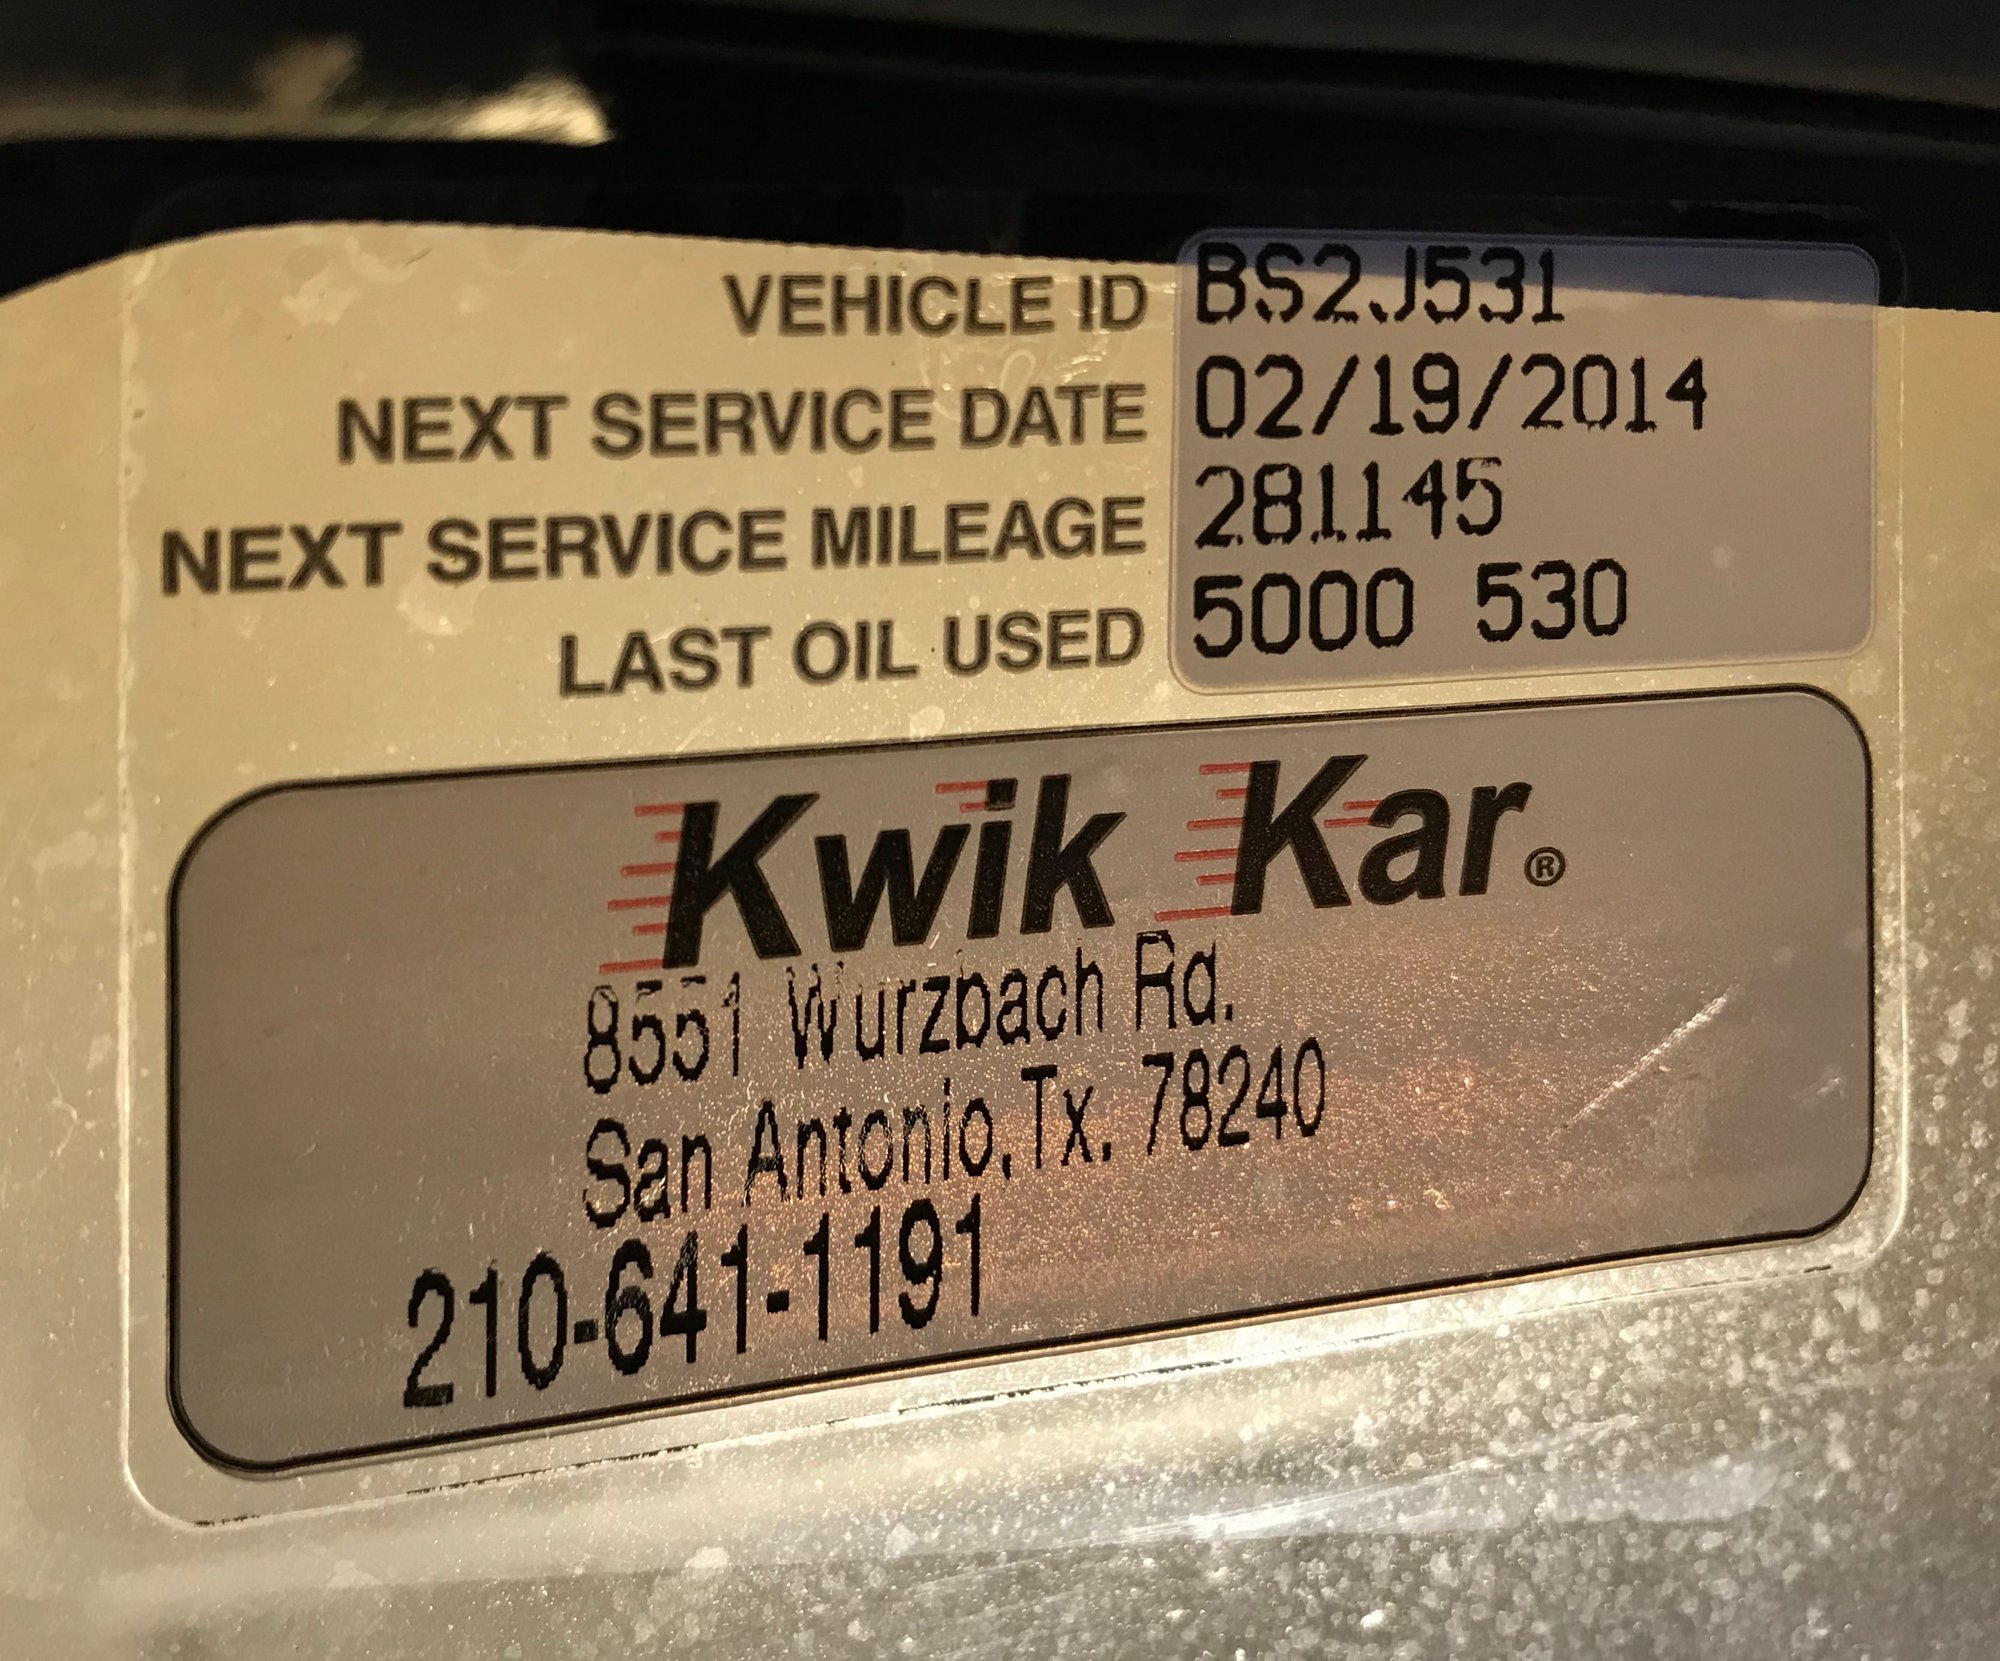 VEHICLE ID BS2J531
NEXT SERVICE DATE 02/19/2014
NEXT SERVICE MILEAGE 281145
LAST OIL USED 5000 530
Kwik Kar®
8551 Wurzbach Rd.
San Antonio, Tx. 78240
210-641-1191